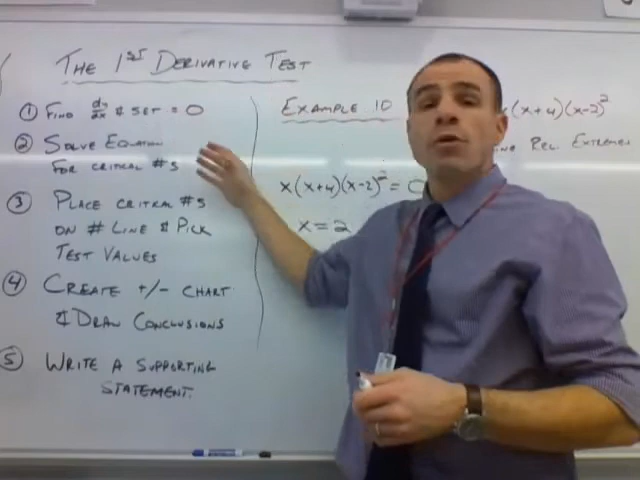 THE 1ST DERIVATIVE TEST
① FIND dy/dx & SET = 0
② SOLVE EQUATION
FOR CRITICAL #S
③ PLACE CRITICAL #S
ON # LINE & PICK
TEST VALUES
④ CREATE +/- CHART
& DRAW CONCLUSIONS
⑤ WRITE A SUPPORTING
STATEMENT.
EXAMPLE 10
(x+4)(x-2)²
REL. EXTREMA
x(x+4)(x-2)² = 0
x=2